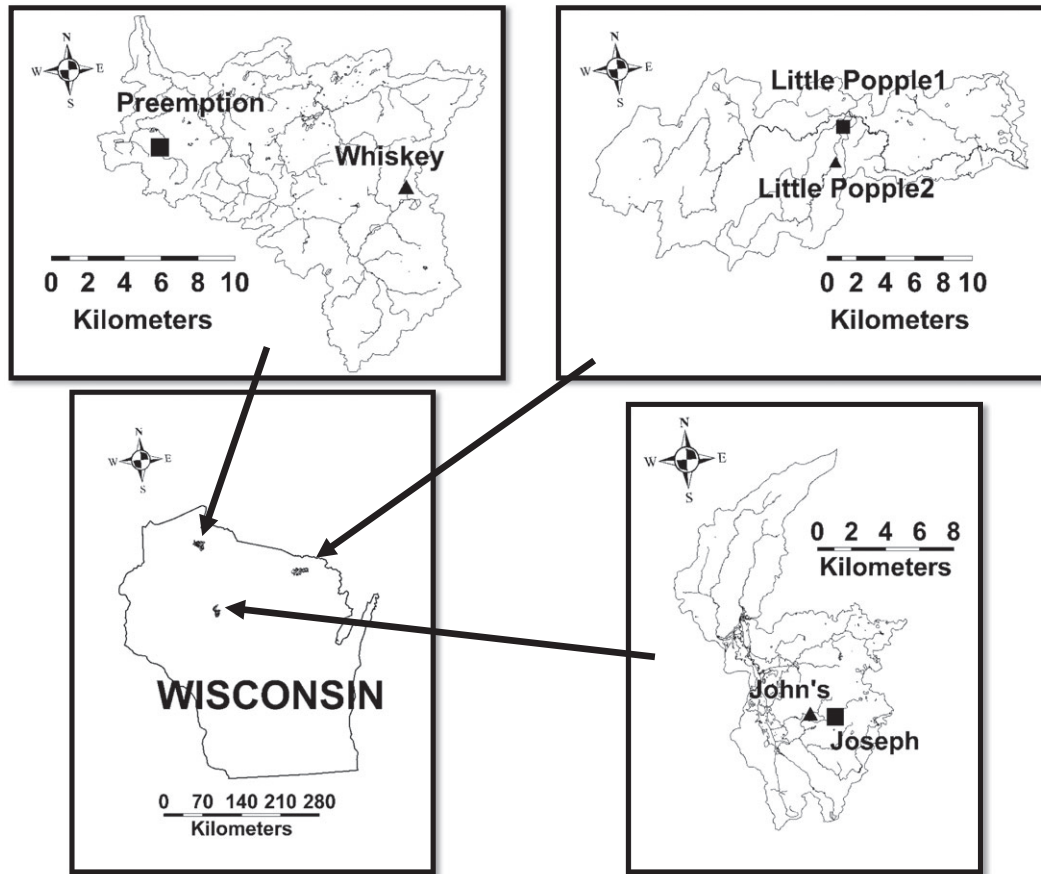 N
W E
S
Preemption
Whiskey
0 2 4 6 8 10
Kilometers
N
W E
S
Little Popple1
Little Popple2
0 2 4 6 8 10
Kilometers
N
W E
S
WISCONSIN
0 70 140 210 280
Kilometers
N
W E
S
0 2 4 6 8
Kilometers
John's
Joseph